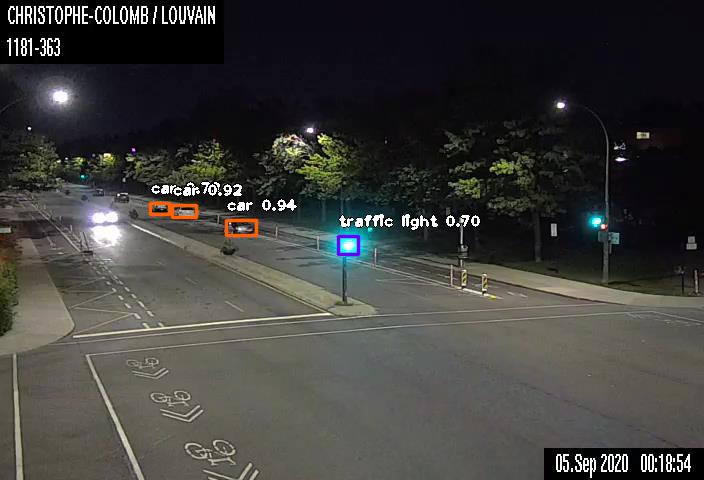 CHRISTOPHE-COLOMB / LOUVAIN
1181-363
car 0.92
car 0.94
traffic light 0.70
05.Sep 2020 00:18:54